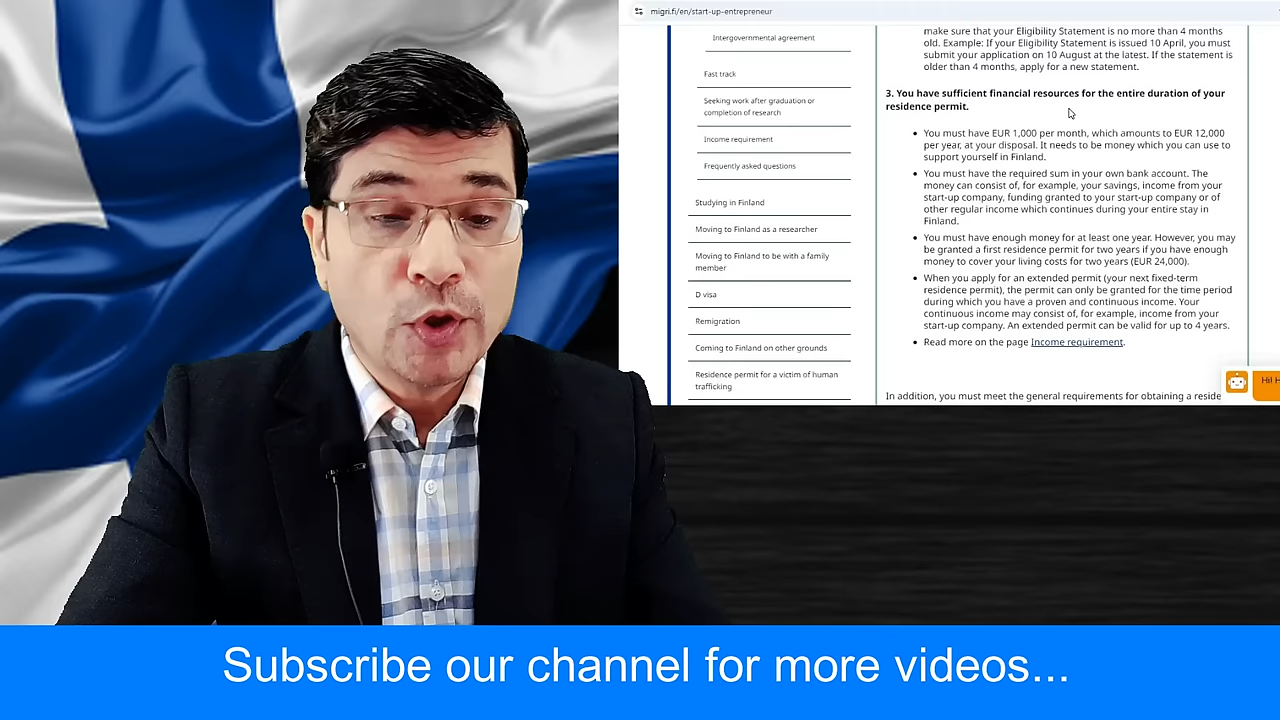 migri.fi/en/start-up-entrepreneur
Intergovernmental agreement
Fast track
Seeking work after graduation or
completion of research
Income requirement
Frequently asked questions
Studying in Finland
Moving to Finland as a researcher
Moving to Finland to be with a family
member
D visa
Remigration
Coming to Finland on other grounds
Residence permit for a victim of human
trafficking
make sure that your Eligibility Statement is no more than 4 months
old. Example: If your Eligibility Statement is issued 10 April, you must
submit your application on 10 August at the latest. If the statement is
older than 4 months, apply for a new statement.
3. You have sufficient financial resources for the entire duration of your
residence permit.
• You must have EUR 1,000 per month, which amounts to EUR 12,000
per year, at your disposal. It needs to be money which you can use to
support yourself in Finland.
• You must have the required sum in your own bank account. The
money can consist of, for example, your savings, income from your
start-up company, funding granted to your start-up company or of
other regular income which continues during your entire stay in
Finland.
• You must have enough money for at least one year. However, you may
be granted a first residence permit for two years if you have enough
money to cover your living costs for two years (EUR 24,000).
• When you apply for an extended permit (your next fixed-term
residence permit), the permit can only be granted for the time period
during which you have a proven and continuous income. Your
continuous income may consist of, for example, income from your
start-up company. An extended permit can be valid for up to 4 years.
• Read more on the page Income requirement.
In addition, you must meet the general requirements for obtaining a reside
Hi! H
Subscribe our channel for more videos...